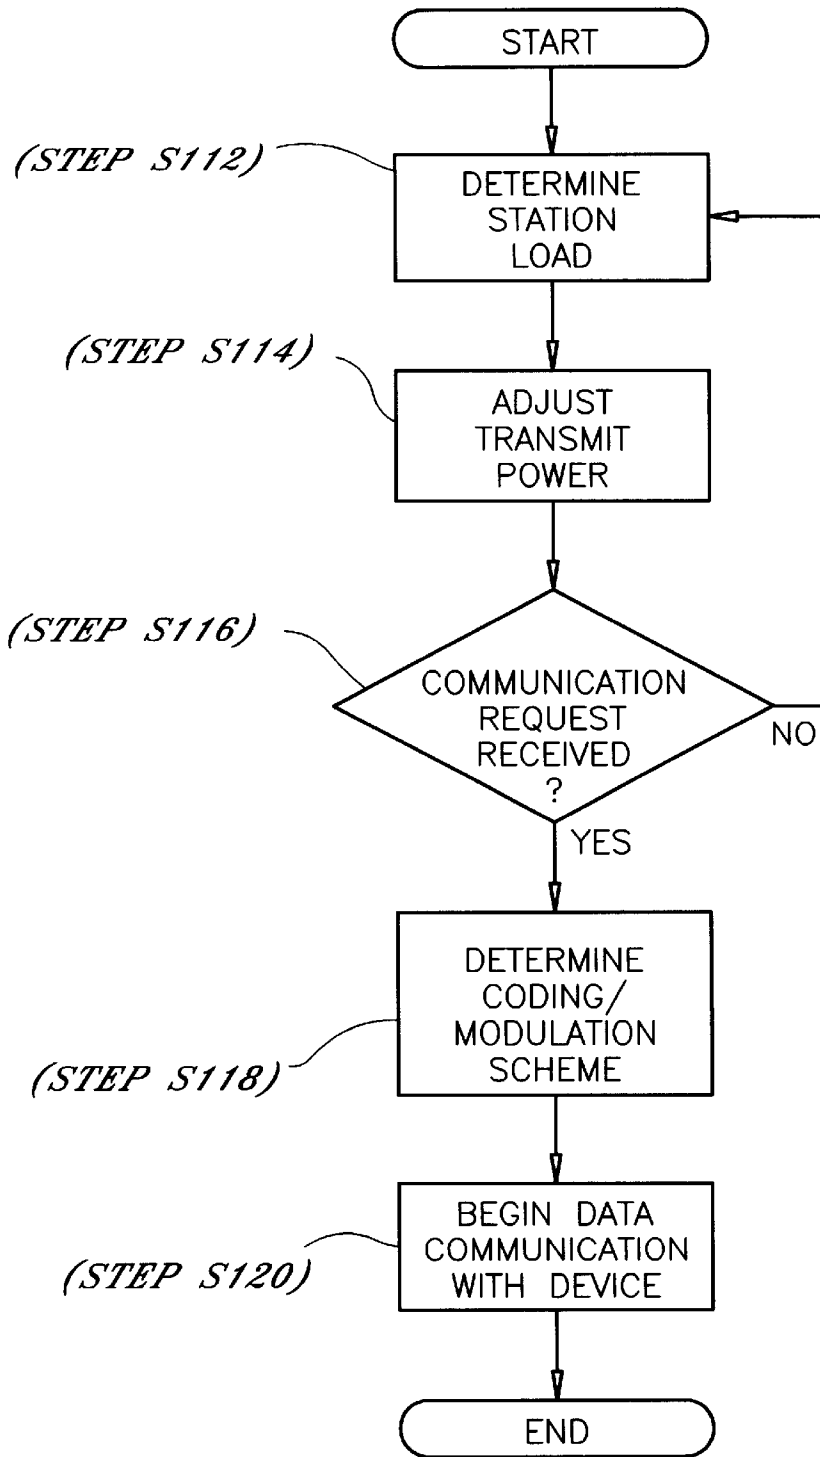 START
(STEP S112)
DETERMINE
STATION
LOAD
(STEP S114)
ADJUST
TRANSMIT
POWER
(STEP S116)
COMMUNICATION
REQUEST
RECEIVED
?
NO
YES
DETERMINE
CODING/
MODULATION
SCHEME
(STEP S118)
BEGIN DATA
COMMUNICATION
WITH DEVICE
(STEP S120)
END